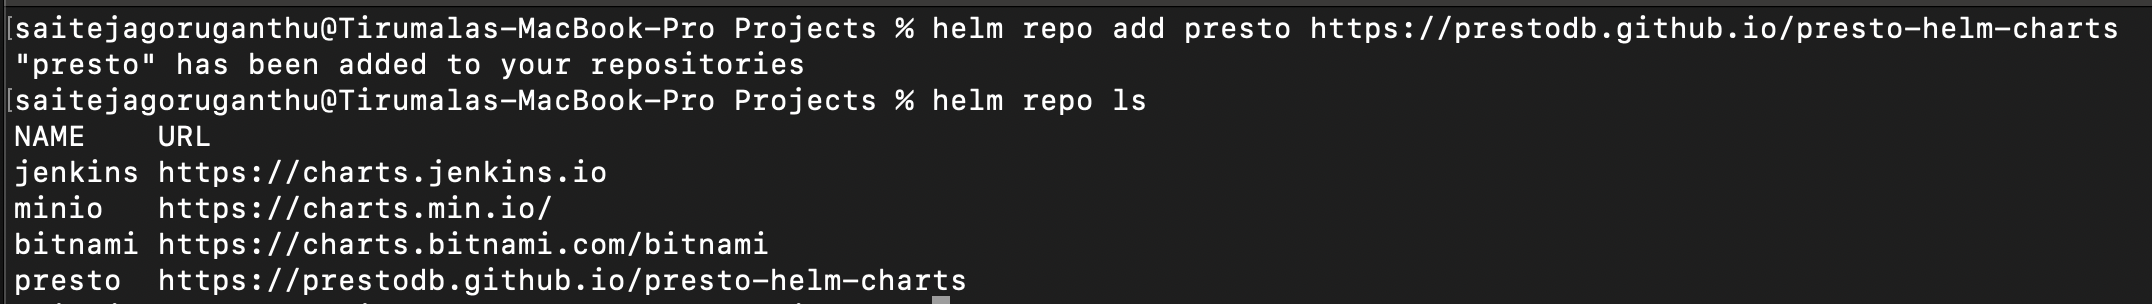 [saitejagoruganthu@Tirumalas-MacBook-Pro Projects % helm repo add presto https://prestodb.github.io/presto-helm-charts
"presto" has been added to your repositories
[saitejagoruganthu@Tirumalas-MacBook-Pro Projects % helm repo ls
NAME    URL
jenkins https://charts.jenkins.io
minio   https://charts.min.io/
bitnami https://charts.bitnami.com/bitnami
presto  https://prestodb.github.io/presto-helm-charts